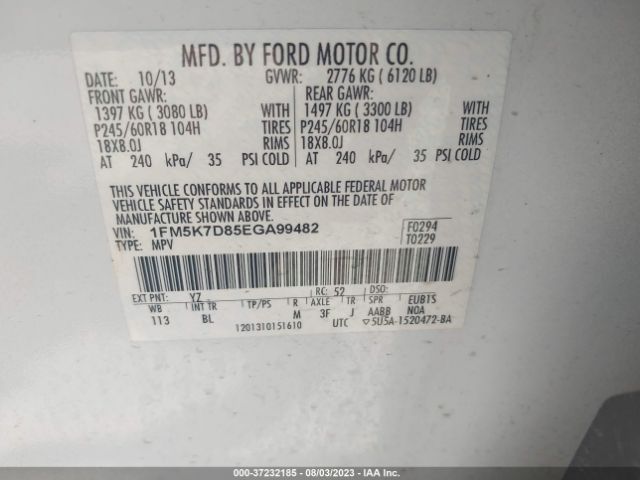 MFD. BY FORD MOTOR CO.
DATE: 10/13 GVWR: 2776 KG ( 6120 LB)
FRONT GAWR: REAR GAWR:
1397 KG ( 3080 LB) WITH 1497 KG ( 3300 LB) WITH
P245/60R18 104H TIRES P245/60R18 104H TIRES
18X8.0J RIMS 18X8.0J RIMS
AT 240 kPa/ 35 PSI COLD AT 240 kPa/ 35 PSI COLD
THIS VEHICLE CONFORMS TO ALL APPLICABLE FEDERAL MOTOR
VEHICLE SAFETY STANDARDS IN EFFECT ON THE DATE OF
MANUFACTURE SHOWN ABOVE.
VIN: 1FM5K7D85EGA99482 F0294
TYPE: MPV T0229
EXT PNT: YZ RC: 52 DSO:
WB INT TR TP/PS R AXLE TR SPR EUBTS
113 BL M 3F J AABB NOA
1201310151610 UTC ▽5U5A-1520472-BA
000-37232185 - 08/03/2023 - IAA Inc.